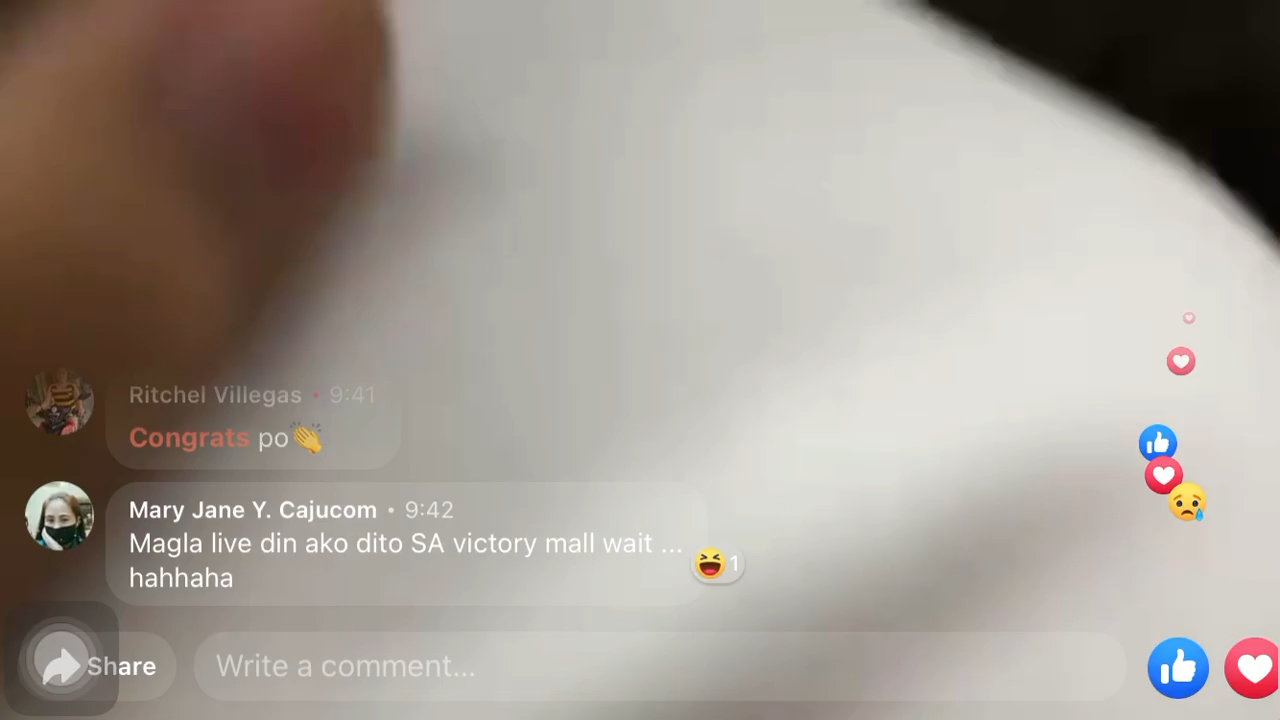 Ritchel Villegas • 9:41
Congrats po👏
Mary Jane Y. Cajucom • 9:42
Magla live din ako dito SA victory mall wait ...
hahhaha
1
Share
Write a comment...